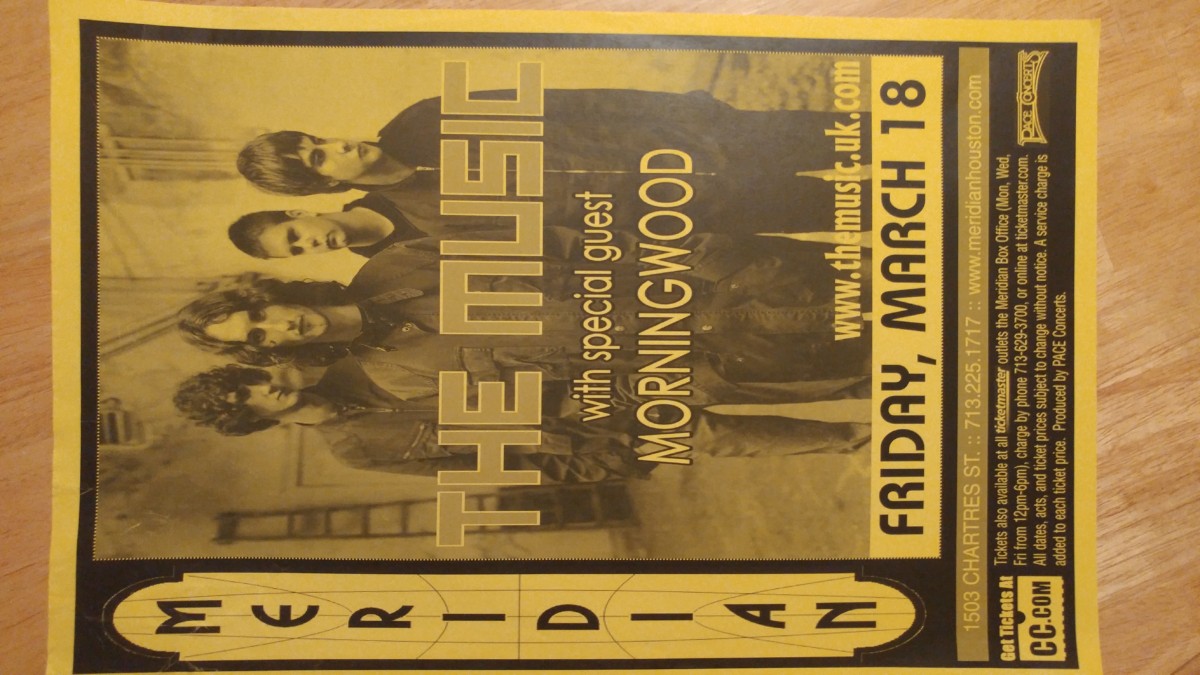 MERIDIAN
THE MUSIC
with special guest
MORNINGWOOD
www.themusic.uk.com
FRIDAY, MARCH 18
1503 CHARTRES ST. :: 713.225.1717 :: www.meridianhouston.com
Get Tickets At
CC.COM
Tickets also available at all ticketmaster outlets the Meridian Box Office (Mon, Wed,
Fri from 12pm-6pm), charge by phone 713-629-3700, or online at ticketmaster.com.
All dates, acts, and ticket prices subject to change without notice. A service charge is
added to each ticket price. Produced by PACE Concerts.
PACE CONCERTS